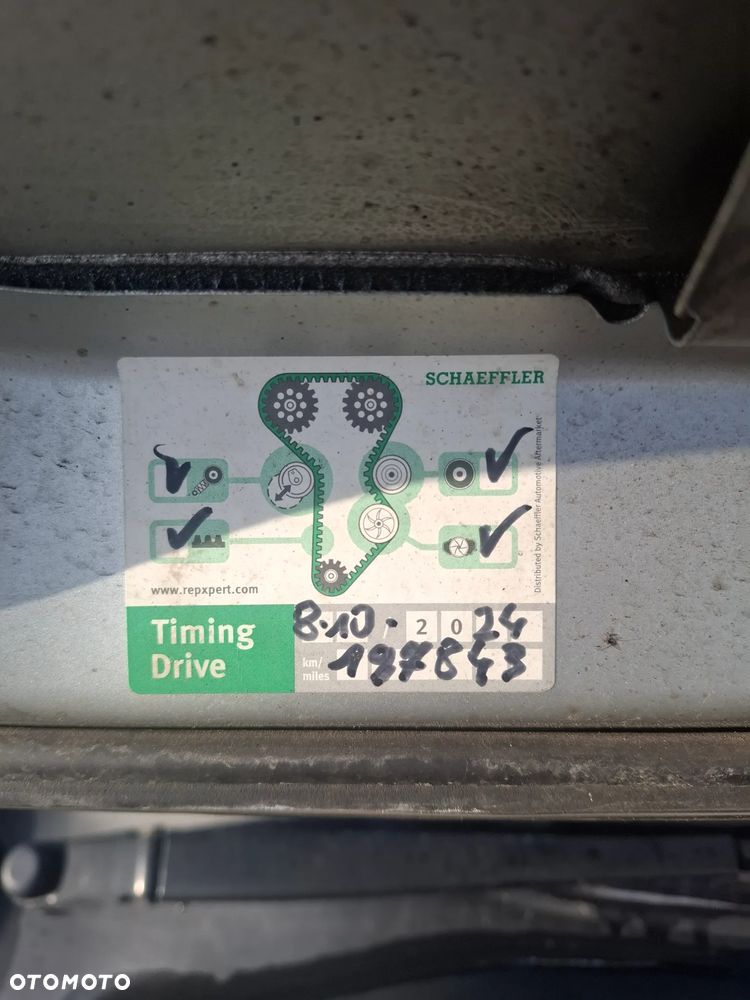 SCHAEFFLER
Distributed by Schaeffler Automotive Aftermarket
www.repxpert.com
Timing Drive
8.10. / 2024
km/miles 197843
OTOMOTO